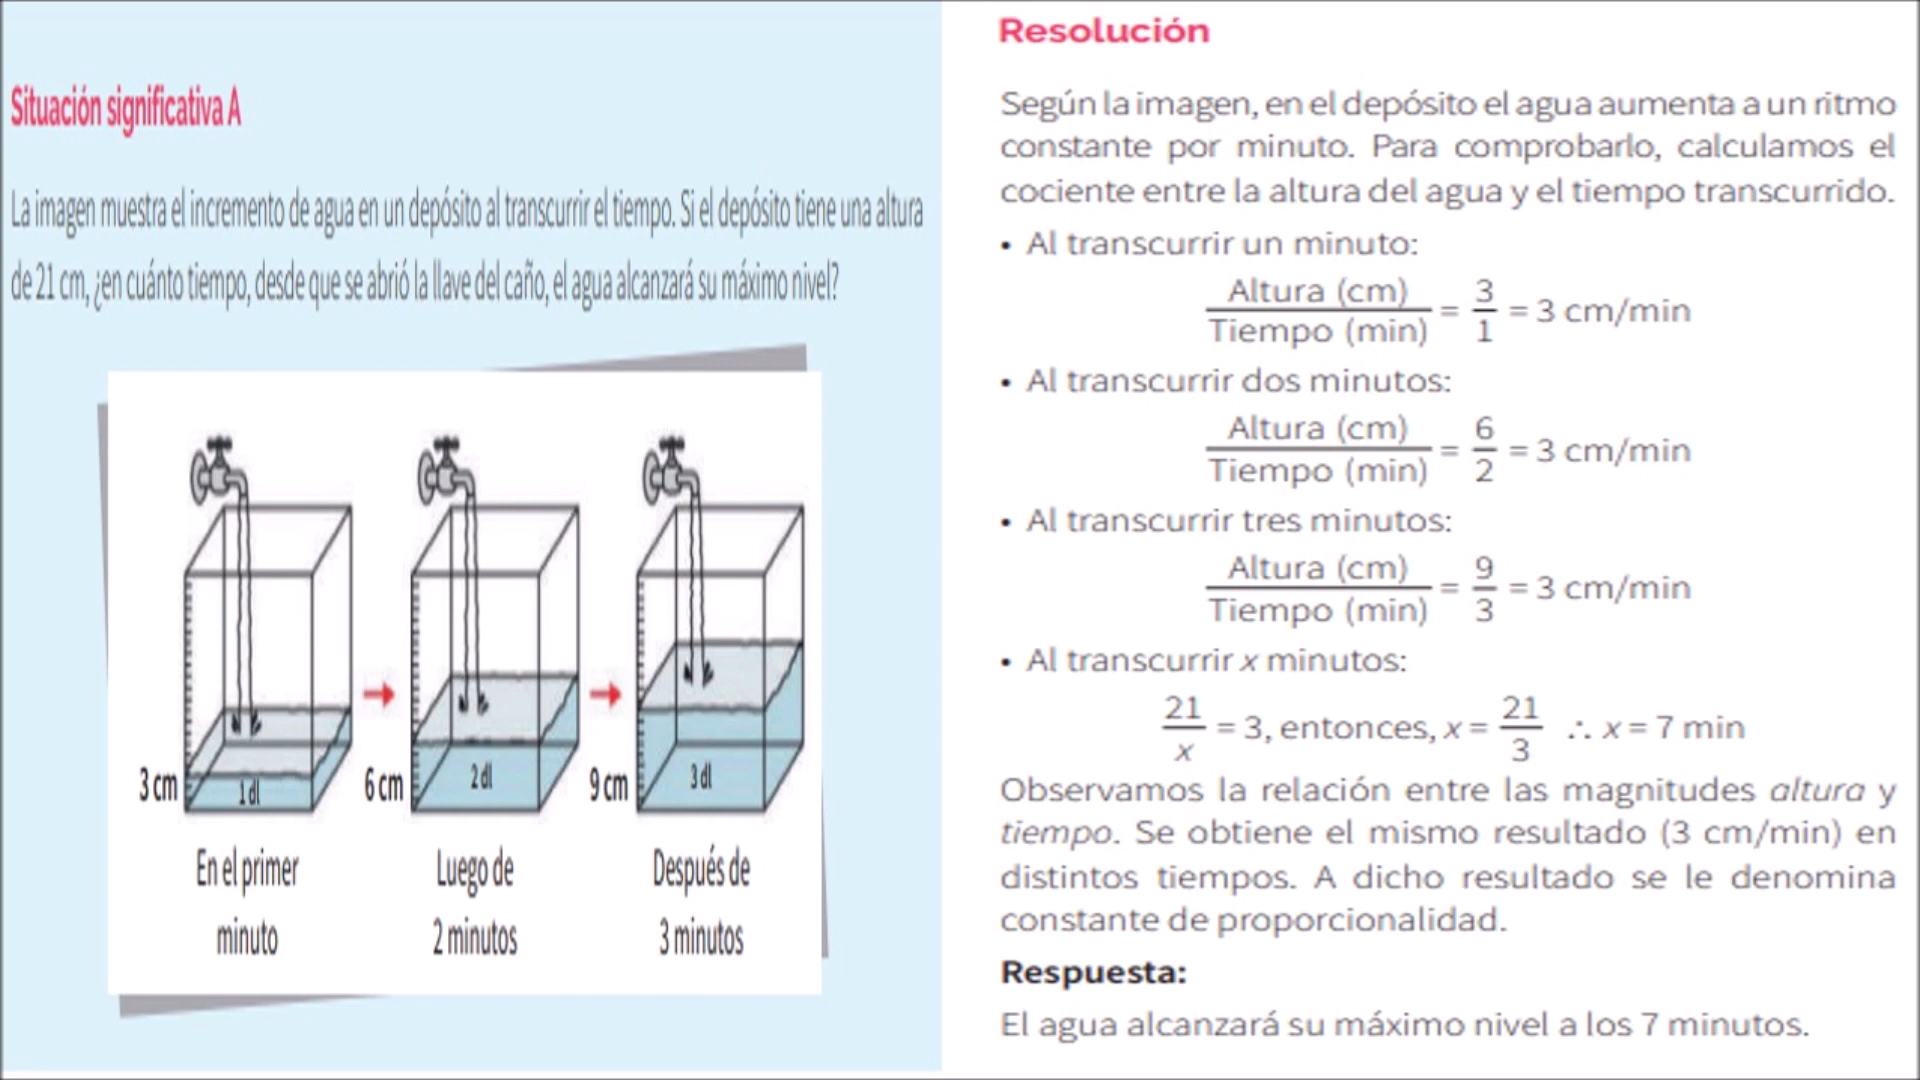 Situación significativa A
La imagen muestra el incremento de agua en un depósito al transcurrir el tiempo. Si el depósito tiene una altura
de 21 cm, ¿en cuánto tiempo, desde que se abrió la llave del caño, el agua alcanzará su máximo nivel?
3 cm
1 dl
6 cm
2 dl
9 cm
3 dl
En el primer
minuto
Luego de
2 minutos
Después de
3 minutos
Resolución
Según la imagen, en el depósito el agua aumenta a un ritmo
constante por minuto. Para comprobarlo, calculamos el
cociente entre la altura del agua y el tiempo transcurrido.
• Al transcurrir un minuto:
Altura (cm) / Tiempo (min) = 3/1 = 3 cm/min
• Al transcurrir dos minutos:
Altura (cm) / Tiempo (min) = 6/2 = 3 cm/min
• Al transcurrir tres minutos:
Altura (cm) / Tiempo (min) = 9/3 = 3 cm/min
• Al transcurrir x minutos:
21/x = 3, entonces, x = 21/3 ∴ x = 7 min
Observamos la relación entre las magnitudes altura y
tiempo. Se obtiene el mismo resultado (3 cm/min) en
distintos tiempos. A dicho resultado se le denomina
constante de proporcionalidad.
Respuesta:
El agua alcanzará su máximo nivel a los 7 minutos.